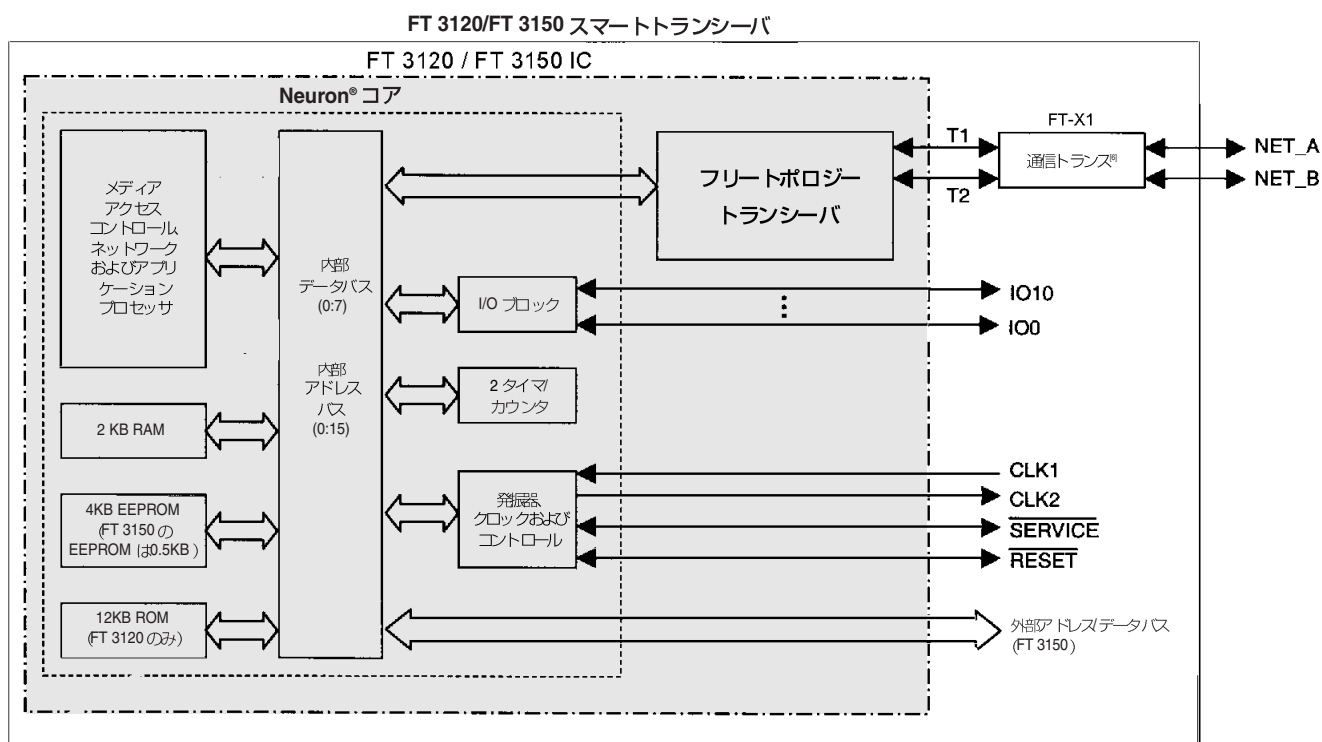 FT 3120/FT 3150 スマートトランシーバ
FT 3120 / FT 3150 IC
Neuron® コア
メディア
アクセス
コントロール、
ネットワーク
およびアプリ
ケーション
プロセッサ
2 KB RAM
4KB EEPROM
(FT 3150 の
EEPROM は0.5KB )
12KB ROM
(FT 3120 のみ)
内部
データバス
(0:7)
内部
アドレス
バス
(0:15)
フリートポロジー
トランシーバ
I/O ブロック
2 タイマ/
カウンタ
発振器、
クロックおよび
コントロール
T1
T2
FT-X1
通信トランス®
NET_A
NET_B
IO10
IO0
CLK1
CLK2
SERVICE
RESET
外部アドレス/データバス
(FT 3150 )